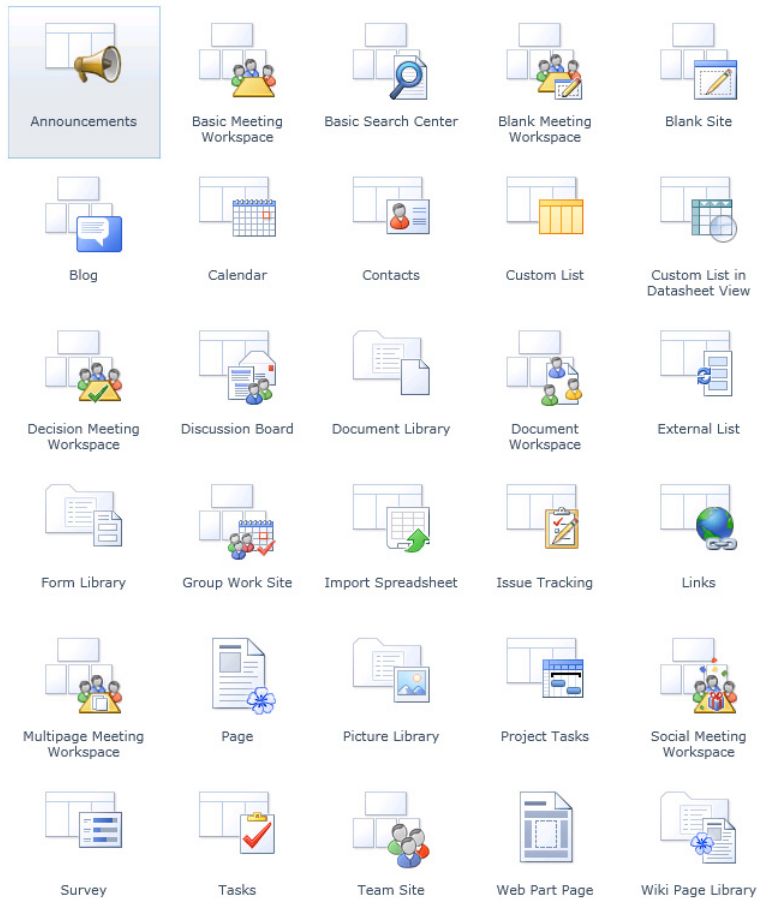 Announcements
Basic Meeting
Workspace
Basic Search Center
Blank Meeting
Workspace
Blank Site
Blog
Calendar
Contacts
Custom List
Custom List in
Datasheet View
Decision Meeting
Workspace
Discussion Board
Document Library
Document
Workspace
External List
Form Library
Group Work Site
Import Spreadsheet
Issue Tracking
Links
Multipage Meeting
Workspace
Page
Picture Library
Project Tasks
Social Meeting
Workspace
Survey
Tasks
Team Site
Web Part Page
Wiki Page Library